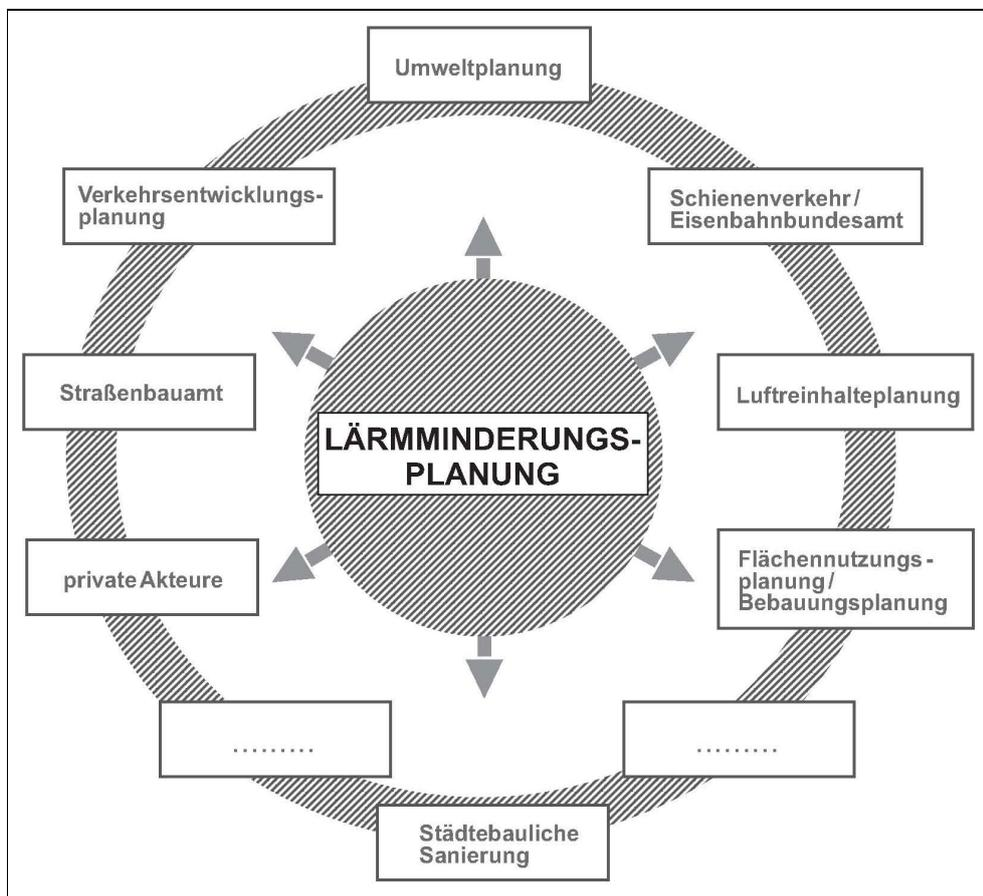 Umweltplanung
Verkehrsentwicklungs-
planung
Schienenverkehr/
Eisenbahnbundesamt
Straßenbauamt
Luftreinhalteplanung
LÄRMMINDERUNGS-
PLANUNG
private Akteure
Flächennutzungs-
planung/
Bebauungsplanung
.........
.........
Städtebauliche
Sanierung